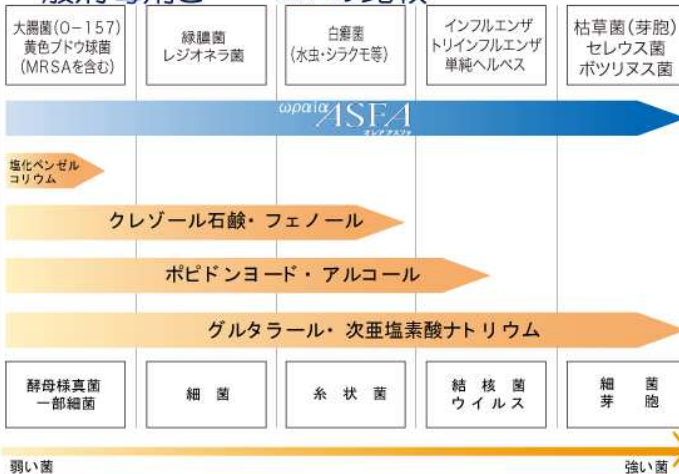 大腸菌(O-157)
黄色ブドウ球菌
(MRSAを含む)
緑膿菌
レジオネラ菌
白癬菌
(水虫・シラクモ等)
インフルエンザ
トリインフルエンザ
単純ヘルペス
枯草菌(芽胞)
セレウス菌
ボツリヌス菌
ωραία ASFA
オレアアスファ
塩化ベンゼル
コリウム
クレゾール石鹸・フェノール
ポピドンヨード・アルコール
グルタラール・次亜塩素酸ナトリウム
酵母様真菌
一部細菌
細菌
糸状菌
結核菌
ウイルス
細菌
芽胞
弱い菌
強い菌